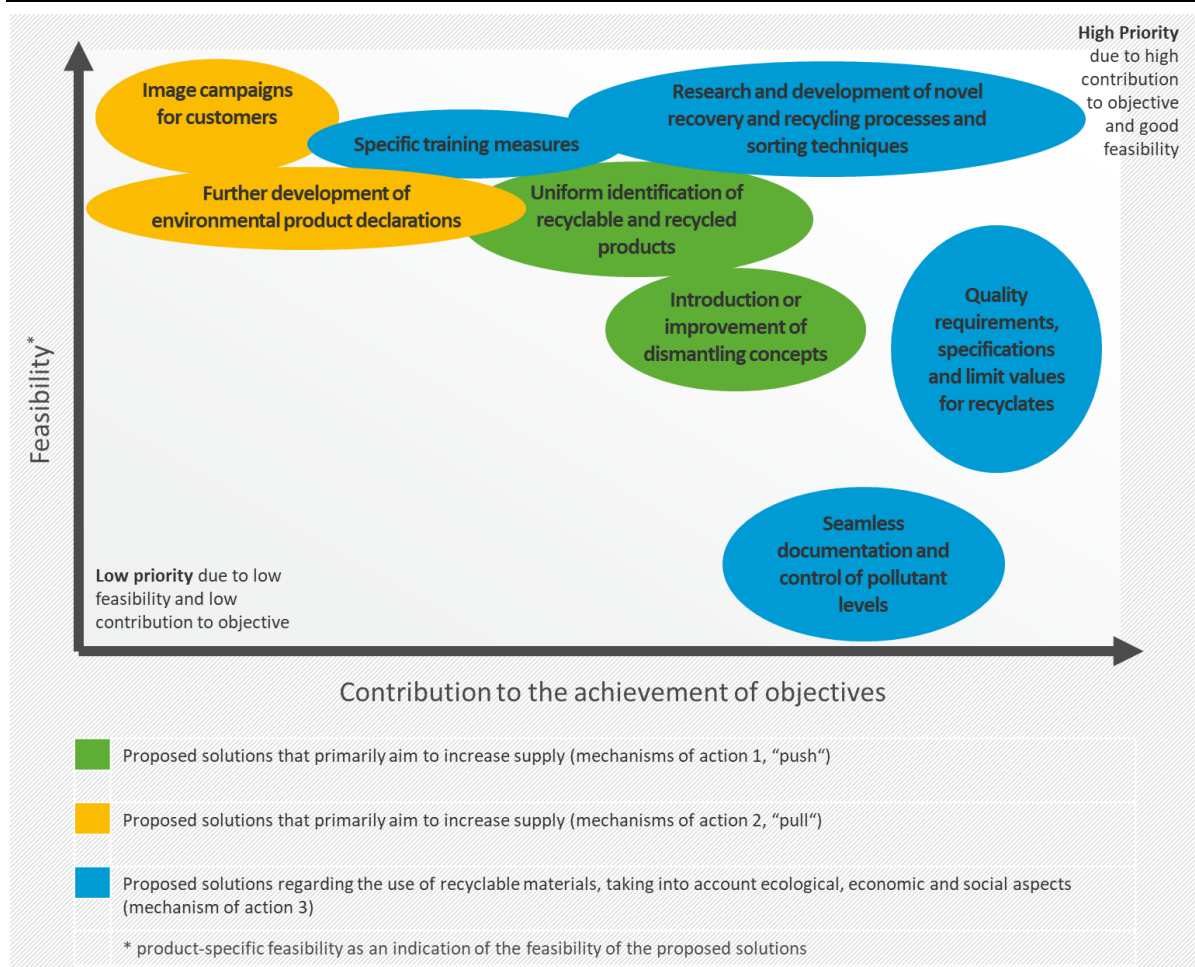 High Priority
due to high
contribution
to objective
and good
feasibility
Image campaigns
for customers
Specific training measures
Research and development of novel
recovery and recycling processes and
sorting techniques
Further development of
environmental product declarations
Uniform identification of
recyclable and recycled
products
Introduction or
improvement of
dismantling concepts
Quality
requirements,
specifications
and limit values
for recyclates
Seamless
documentation and
control of pollutant
levels
Feasibility*
Low priority due to low
feasibility and low
contribution to objective
Contribution to the achievement of objectives
Proposed solutions that primarily aim to increase supply (mechanisms of action 1, “push“)
Proposed solutions that primarily aim to increase supply (mechanisms of action 2, “pull“)
Proposed solutions regarding the use of recyclable materials, taking into account ecological, economic and social aspects
(mechanism of action 3)
* product-specific feasibility as an indication of the feasibility of the proposed solutions